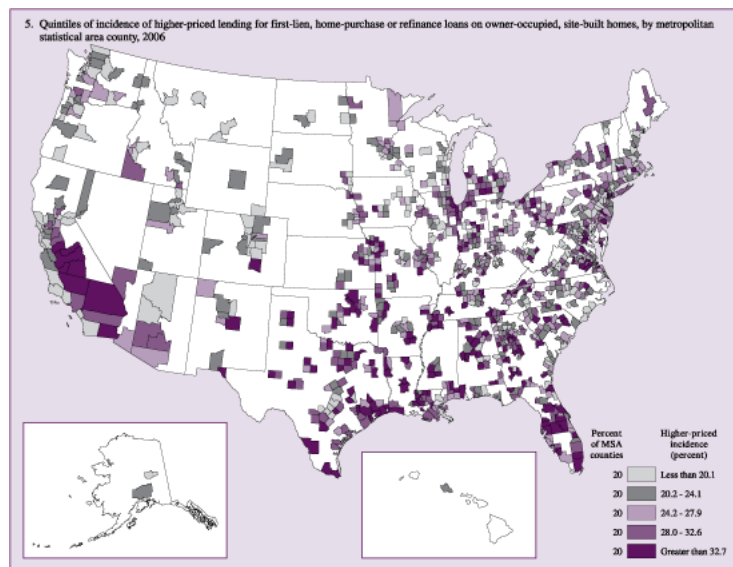 5. Quintiles of incidence of higher-priced lending for first-lien, home-purchase or refinance loans on owner-occupied, site-built homes, by metropolitan
statistical area county, 2006
Percent
of MSA
counties
Higher-priced
incidence
(percent)
20 Less than 20.1
20 20.2 - 24.1
20 24.2 - 27.9
20 28.0 - 32.6
20 Greater than 32.7